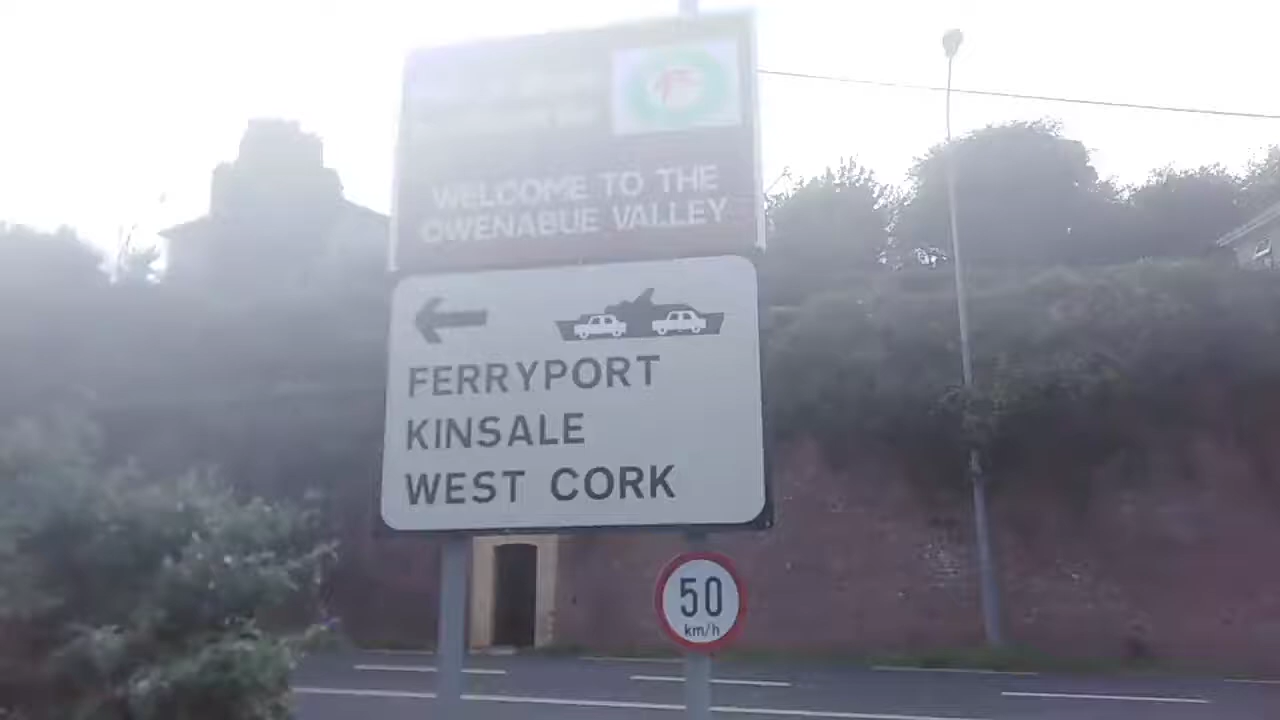 WELCOME TO THE
OWENABUE VALLEY
FERRYPORT
KINSALE
WEST CORK
50
km/h